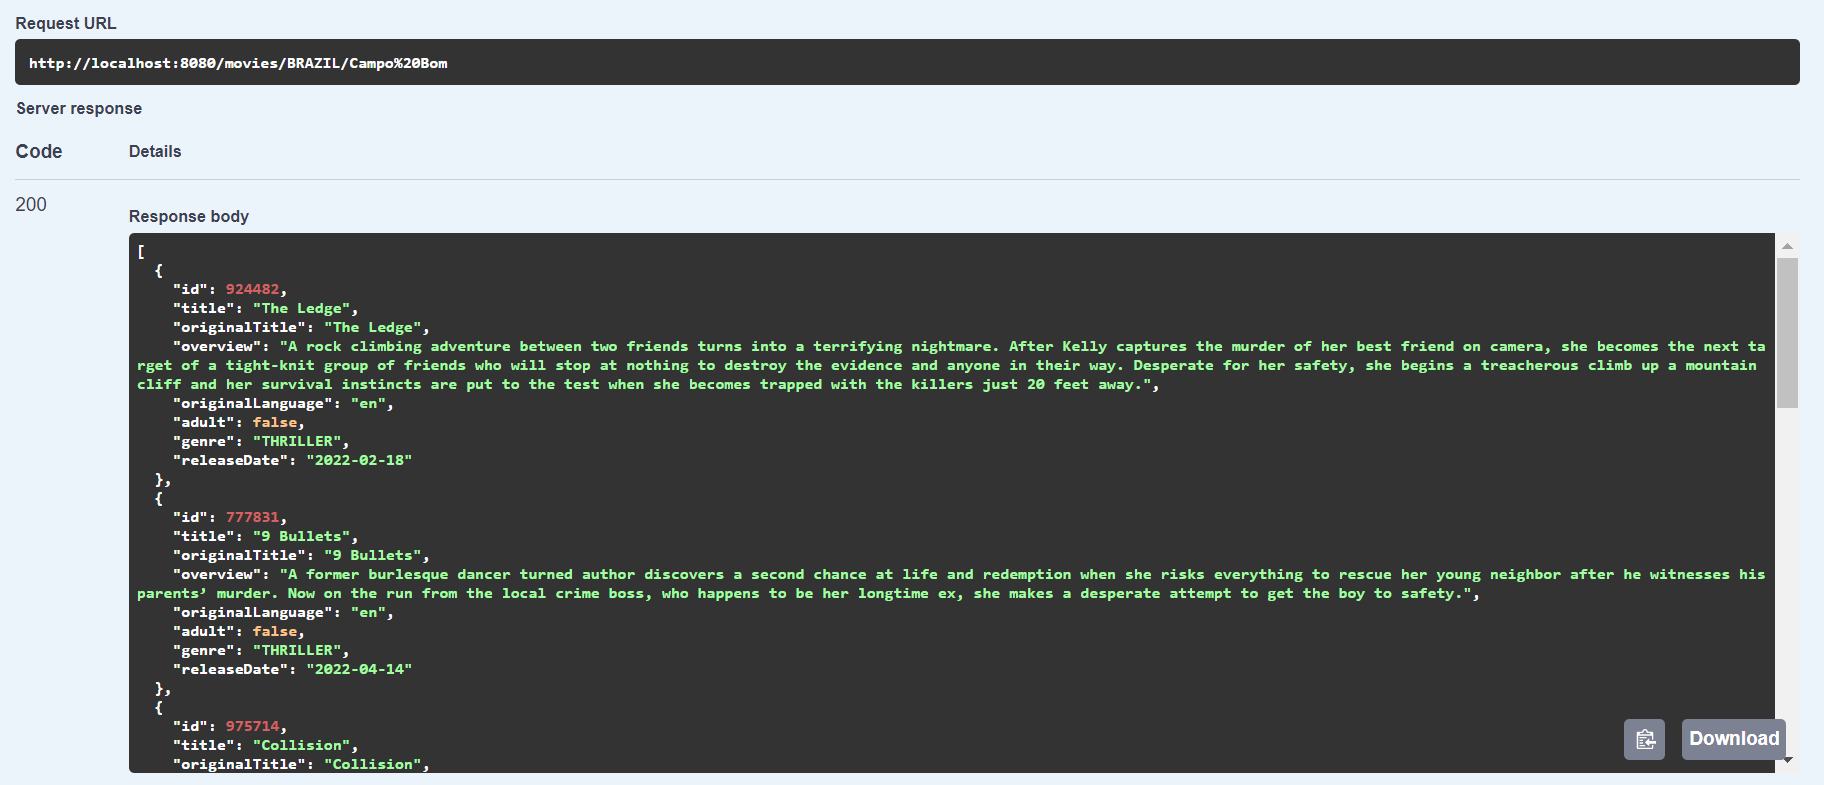 Request URL
http://localhost:8080/movies/BRAZIL/Campo%20Bom
Server response
Code Details
200
Response body
[
  {
    "id": 924482,
    "title": "The Ledge",
    "originalTitle": "The Ledge",
    "overview": "A rock climbing adventure between two friends turns into a terrifying nightmare. After Kelly captures the murder of her best friend on camera, she becomes the next ta
rget of a tight-knit group of friends who will stop at nothing to destroy the evidence and anyone in their way. Desperate for her safety, she begins a treacherous climb up a mountain
cliff and her survival instincts are put to the test when she becomes trapped with the killers just 20 feet away.",
    "originalLanguage": "en",
    "adult": false,
    "genre": "THRILLER",
    "releaseDate": "2022-02-18"
  },
  {
    "id": 777831,
    "title": "9 Bullets",
    "originalTitle": "9 Bullets",
    "overview": "A former burlesque dancer turned author discovers a second chance at life and redemption when she risks everything to rescue her young neighbor after he witnesses his
parents’ murder. Now on the run from the local crime boss, who happens to be her longtime ex, she makes a desperate attempt to get the boy to safety.",
    "originalLanguage": "en",
    "adult": false,
    "genre": "THRILLER",
    "releaseDate": "2022-04-14"
  },
  {
    "id": 975714,
    "title": "Collision",
    "originalTitle": "Collision",
Download